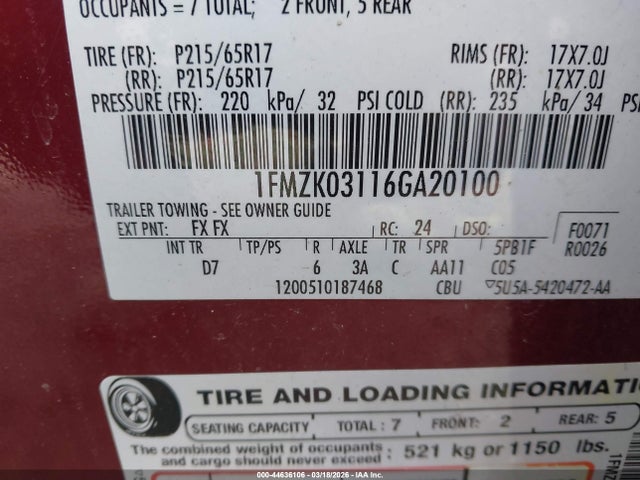 OCCUPANTS = 7 TOTAL; 2 FRONT, 5 REAR
TIRE (FR): P215/65R17 RIMS (FR): 17X7.0J
(RR): P215/65R17 (RR): 17X7.0J
PRESSURE (FR): 220 kPa/ 32 PSI COLD (RR): 235 kPa/ 34
1FMZK03116GA20100
TRAILER TOWING - SEE OWNER GUIDE
EXT PNT: FX FX RC: 24 DSO: F0071
INT TR TP/PS R AXLE TR SPR 5PB1F R0026
D7 6 3A C AA11 C05
1200510187468 CBU 5U5A-5420472-AA
TIRE AND LOADING INFORMATI
SEATING CAPACITY TOTAL : 7 FRONT: 2 REAR: 5
The combined weight of occupants and cargo should never exceed : 521 kg or 1150 lbs.
1FMZ
000-44636106 - 03/18/2026 - IAAI COPYRIGHT